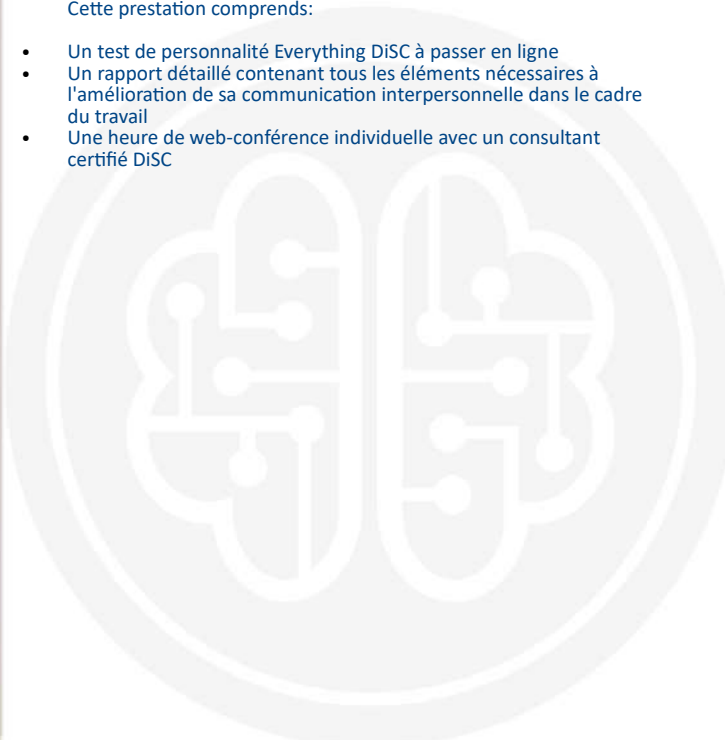 Cette prestation comprends:
• Un test de personnalité Everything DiSC à passer en ligne
• Un rapport détaillé contenant tous les éléments nécessaires à
l'amélioration de sa communication interpersonnelle dans le cadre
du travail
• Une heure de web-conférence individuelle avec un consultant
certifié DiSC